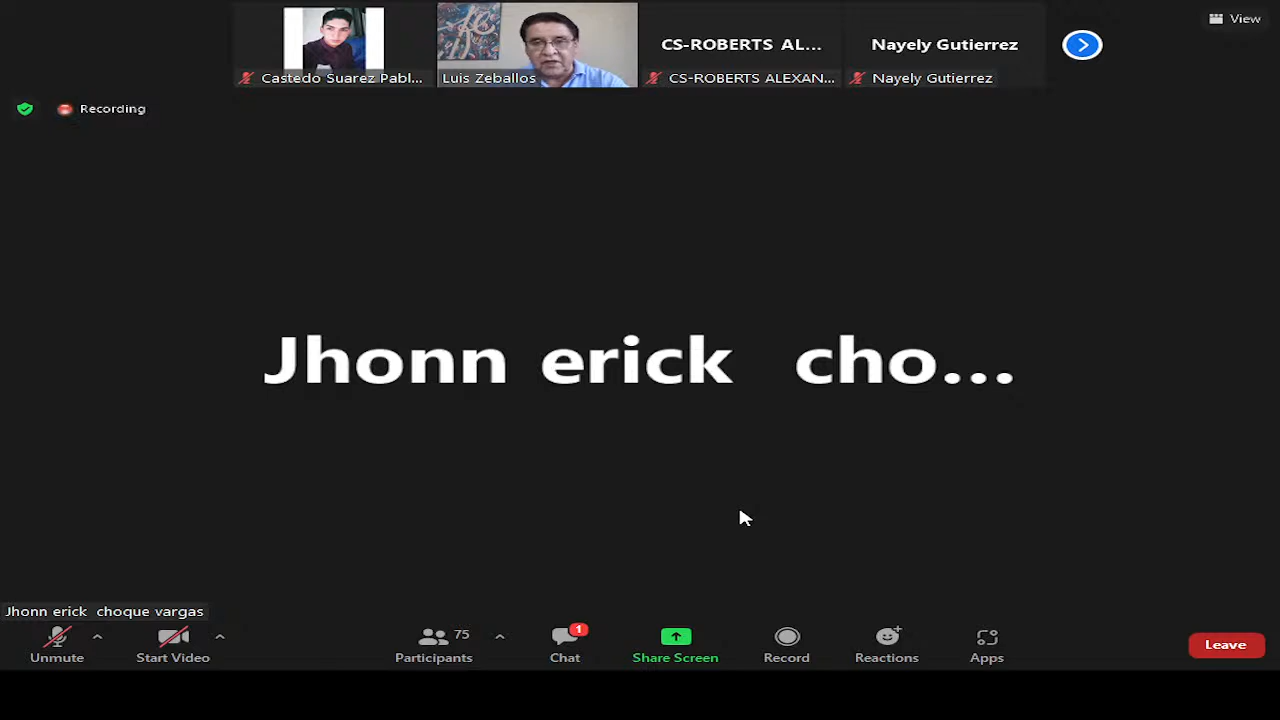 CS-ROBERTS AL...
Nayely Gutierrez
View
Castedo Suarez Pabl...
Luis Zeballos
CS-ROBERTS ALEXAN...
Nayely Gutierrez
Recording
Jhonn erick cho...
Jhonn erick choque vargas
75
1
Unmute
Start Video
Participants
Chat
Share Screen
Record
Reactions
Apps
Leave